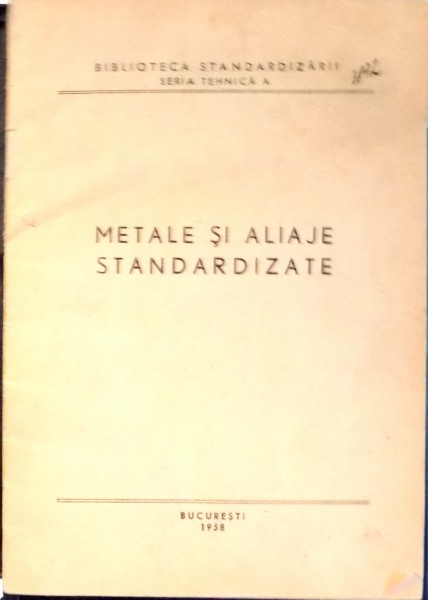 BIBLIOTECA STANDARDIZĂRII
SERIA TEHNICĂ A
METALE ȘI ALIAJE
STANDARDIZATE
BUCUREȘTI
1958